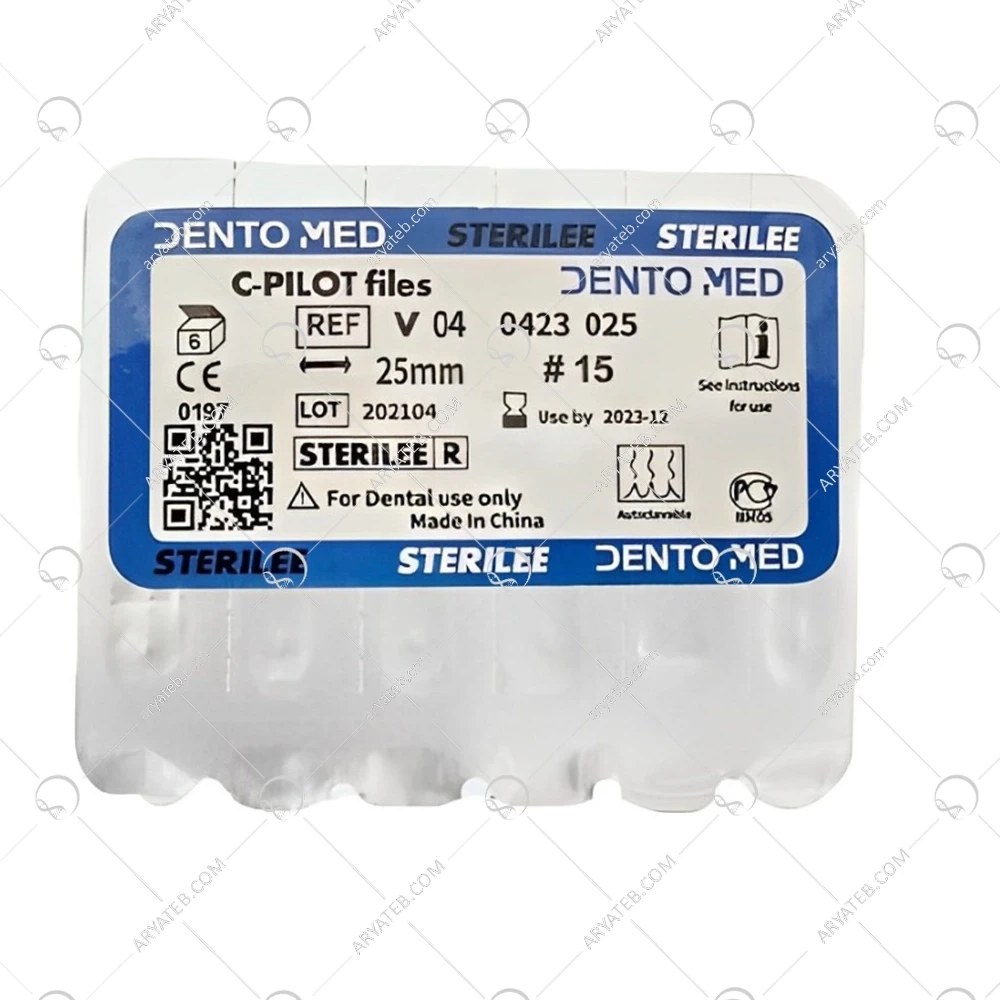 DENTO MED STERILEE STERILEE
C-PILOT files DENTO MED
6 REF V 04 0423 025
25mm # 15
CE
0197
LOT 202104 Use by 2023-12
See Instructions
for use
STERILEE R
For Dental use only
Made In China
STERILEE STERILEE DENTO MED
ARYATEB.COM
aryateb.com